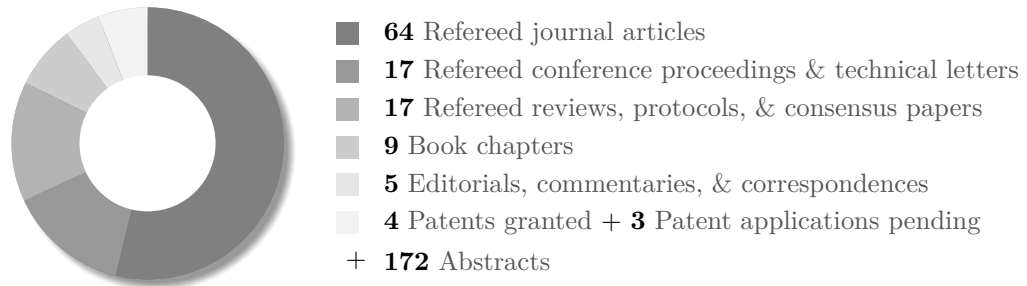 64 Refereed journal articles
17 Refereed conference proceedings & technical letters
17 Refereed reviews, protocols, & consensus papers
9 Book chapters
5 Editorials, commentaries, & correspondences
4 Patents granted + 3 Patent applications pending
+ 172 Abstracts